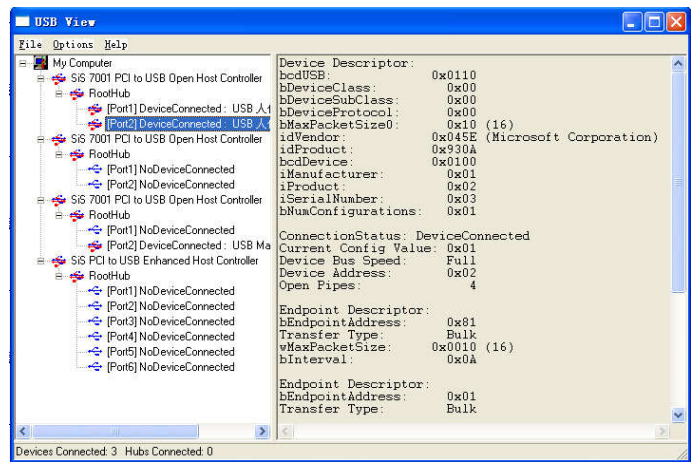 USB View
File Options Help
My Computer
SiS 7001 PCI to USB Open Host Controller
RootHub
[Port1] DeviceConnected : USB 人
[Port2] DeviceConnected : USB 人
SiS 7001 PCI to USB Open Host Controller
RootHub
[Port1] NoDeviceConnected
[Port2] NoDeviceConnected
SiS 7001 PCI to USB Open Host Controller
RootHub
[Port1] NoDeviceConnected
[Port2] DeviceConnected : USB Ma
SiS PCI to USB Enhanced Host Controller
RootHub
[Port1] NoDeviceConnected
[Port2] NoDeviceConnected
[Port3] NoDeviceConnected
[Port4] NoDeviceConnected
[Port5] NoDeviceConnected
[Port6] NoDeviceConnected
Device Descriptor:
bcdUSB: 0x0110
bDeviceClass: 0x00
bDeviceSubClass: 0x00
bDeviceProtocol: 0x00
bMaxPacketSize0: 0x10 (16)
idVendor: 0x045E (Microsoft Corporation)
idProduct: 0x930A
bcdDevice: 0x0100
iManufacturer: 0x01
iProduct: 0x02
iSerialNumber: 0x03
bNumConfigurations: 0x01
ConnectionStatus: DeviceConnected
Current Config Value: 0x01
Device Bus Speed: Full
Device Address: 0x02
Open Pipes: 4
Endpoint Descriptor:
bEndpointAddress: 0x81
Transfer Type: Bulk
wMaxPacketSize: 0x0010 (16)
bInterval: 0x0A
Endpoint Descriptor:
bEndpointAddress: 0x01
Transfer Type: Bulk
Devices Connected: 3 Hubs Connected: 0